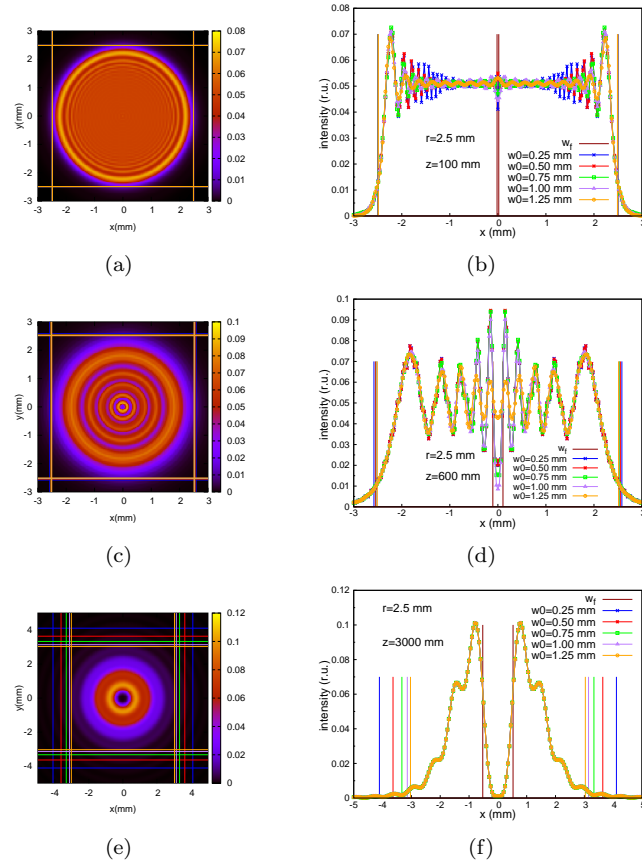 3
2
1
0
-1
-2
-3
y(mm)
-3 -2 -1 0 1 2 3
x(mm)
0.08
0.07
0.06
0.05
0.04
0.03
0.02
0.01
0
(a)
0.08
0.07
0.06
0.05
0.04
0.03
0.02
0.01
0
intensity (r.u.)
r=2.5 mm
z=100 mm
wf
w0=0.25 mm
w0=0.50 mm
w0=0.75 mm
w0=1.00 mm
w0=1.25 mm
-3 -2 -1 0 1 2 3
x (mm)
(b)
3
2
1
0
-1
-2
-3
y(mm)
-3 -2 -1 0 1 2 3
x(mm)
0.1
0.09
0.08
0.07
0.06
0.05
0.04
0.03
0.02
0.01
0
(c)
0.1
0.09
0.08
0.07
0.06
0.05
0.04
0.03
0.02
0.01
0
intensity (r.u.)
r=2.5 mm
z=600 mm
wf
w0=0.25 mm
w0=0.50 mm
w0=0.75 mm
w0=1.00 mm
w0=1.25 mm
-3 -2 -1 0 1 2 3
x (mm)
(d)
4
2
0
-2
-4
y(mm)
-4 -2 0 2 4
x(mm)
0.12
0.1
0.08
0.06
0.04
0.02
0
(e)
0.12
0.1
0.08
0.06
0.04
0.02
0
intensity (r.u.)
r=2.5 mm
z=3000 mm
wf
w0=0.25 mm
w0=0.50 mm
w0=0.75 mm
w0=1.00 mm
w0=1.25 mm
-5 -4 -3 -2 -1 0 1 2 3 4 5
x (mm)
(f)